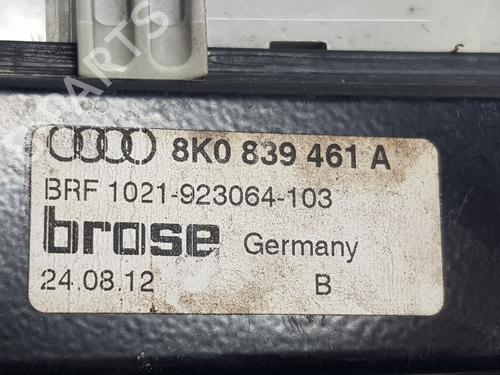 8K0 839 461 A
BRF 1021-923064-103
brose Germany
24.08.12 B